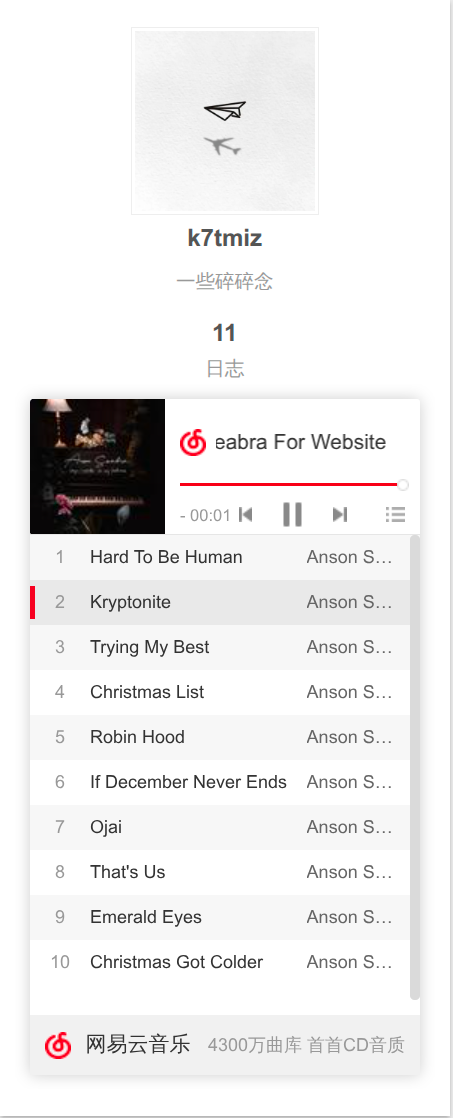 k7tmiz
一些碎碎念
11
日志
eabra For Website
- 00:01
1 Hard To Be Human Anson S...
2 Kryptonite Anson S...
3 Trying My Best Anson S...
4 Christmas List Anson S...
5 Robin Hood Anson S...
6 If December Never Ends Anson S...
7 Ojai Anson S...
8 That's Us Anson S...
9 Emerald Eyes Anson S...
10 Christmas Got Colder Anson S...
网易云音乐 4300万曲库 首首CD音质